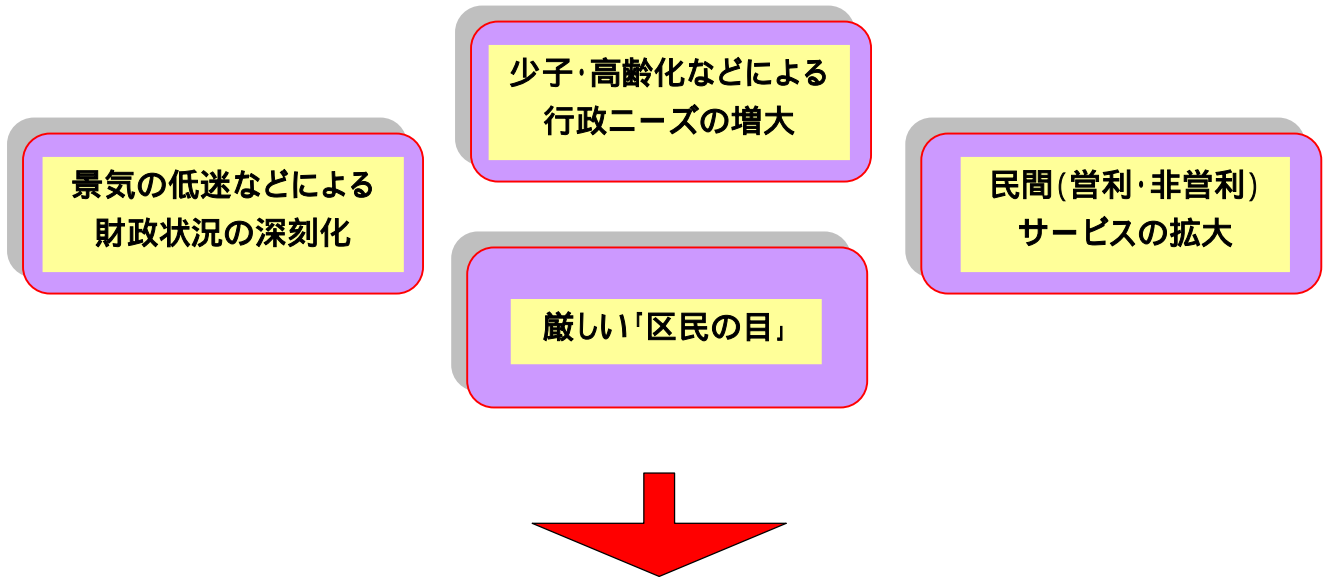 少子・高齢化などによる
行政ニーズの増大
景気の低迷などによる
財政状況の深刻化
民間(営利・非営利)
サービスの拡大
厳しい「区民の目」